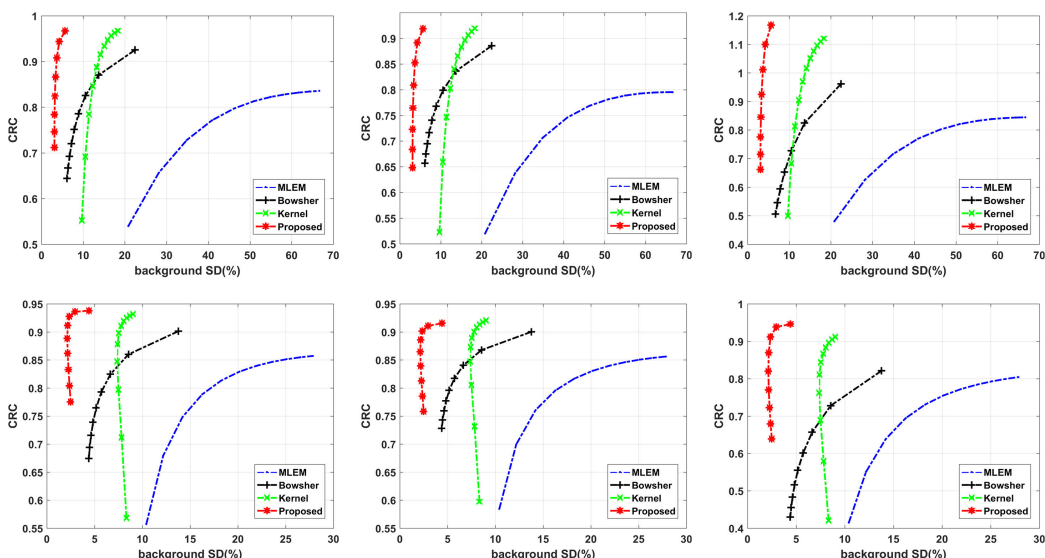 1
0.9
0.8
0.7
0.6
0.5
CRC
0 10 20 30 40 50 60 70
background SD(%)
MLEM
Bowsher
Kernel
Proposed
0.95
0.9
0.85
0.8
0.75
0.7
0.65
0.6
0.55
0.5
CRC
0 10 20 30 40 50 60 70
background SD(%)
MLEM
Bowsher
Kernel
Proposed
1.2
1.1
1
0.9
0.8
0.7
0.6
0.5
0.4
CRC
0 10 20 30 40 50 60 70
background SD(%)
MLEM
Bowsher
Kernel
Proposed
0.95
0.9
0.85
0.8
0.75
0.7
0.65
0.6
0.55
CRC
0 5 10 15 20 25 30
background SD(%)
MLEM
Bowsher
Kernel
Proposed
0.95
0.9
0.85
0.8
0.75
0.7
0.65
0.6
0.55
CRC
0 5 10 15 20 25 30
background SD(%)
MLEM
Bowsher
Kernel
Proposed
1
0.9
0.8
0.7
0.6
0.5
0.4
CRC
0 5 10 15 20 25 30
background SD(%)
MLEM
Bowsher
Kernel
Proposed